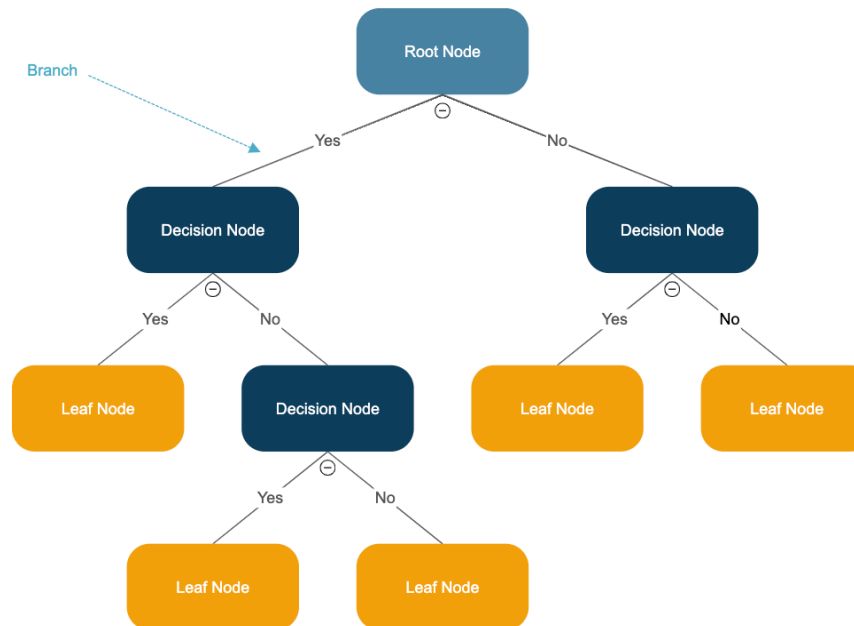 Root Node
Branch
Yes
No
Decision Node
Decision Node
Yes
No
Yes
No
Leaf Node
Decision Node
Leaf Node
Leaf Node
Yes
No
Leaf Node
Leaf Node